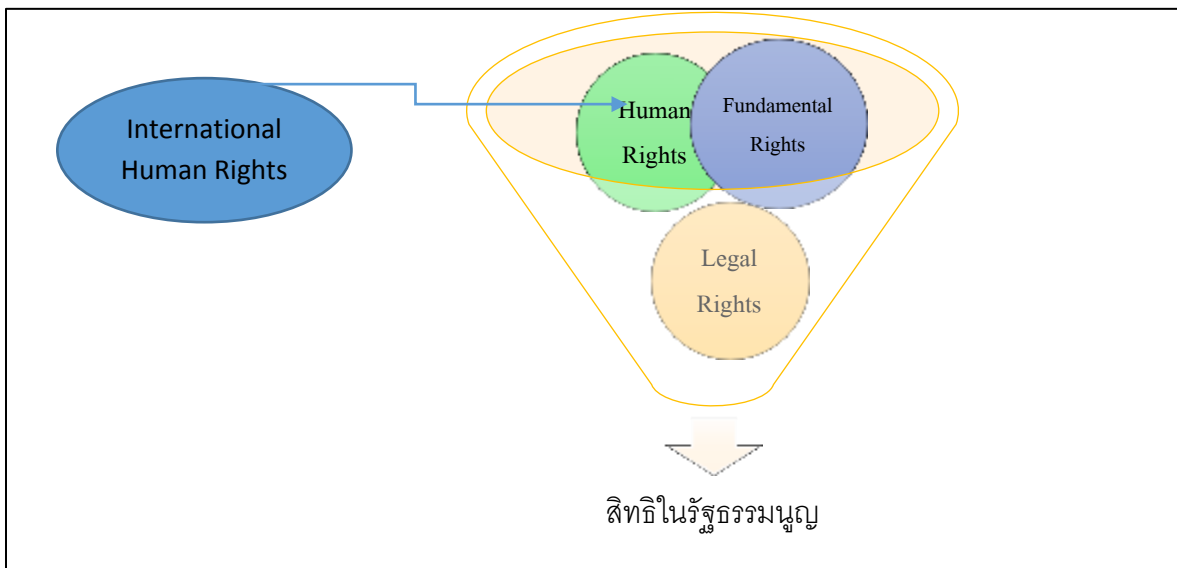 International
Human Rights
Human
Rights
Fundamental
Rights
Legal
Rights
สิทธิในรัฐธรรมนูญ